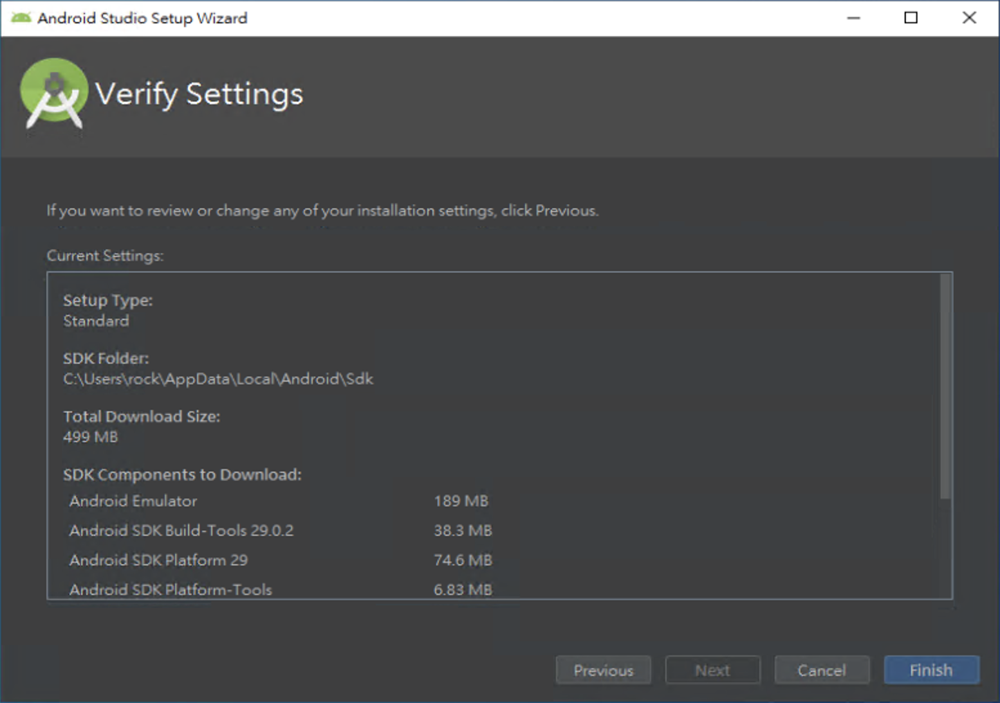 Android Studio Setup Wizard
Verify Settings
If you want to review or change any of your installation settings, click Previous.
Current Settings:
Setup Type:
Standard
SDK Folder:
C:\Users\rock\AppData\Local\Android\Sdk
Total Download Size:
499 MB
SDK Components to Download:
Android Emulator 189 MB
Android SDK Build-Tools 29.0.2 38.3 MB
Android SDK Platform 29 74.6 MB
Android SDK Platform-Tools 6.83 MB
Previous Next Cancel Finish